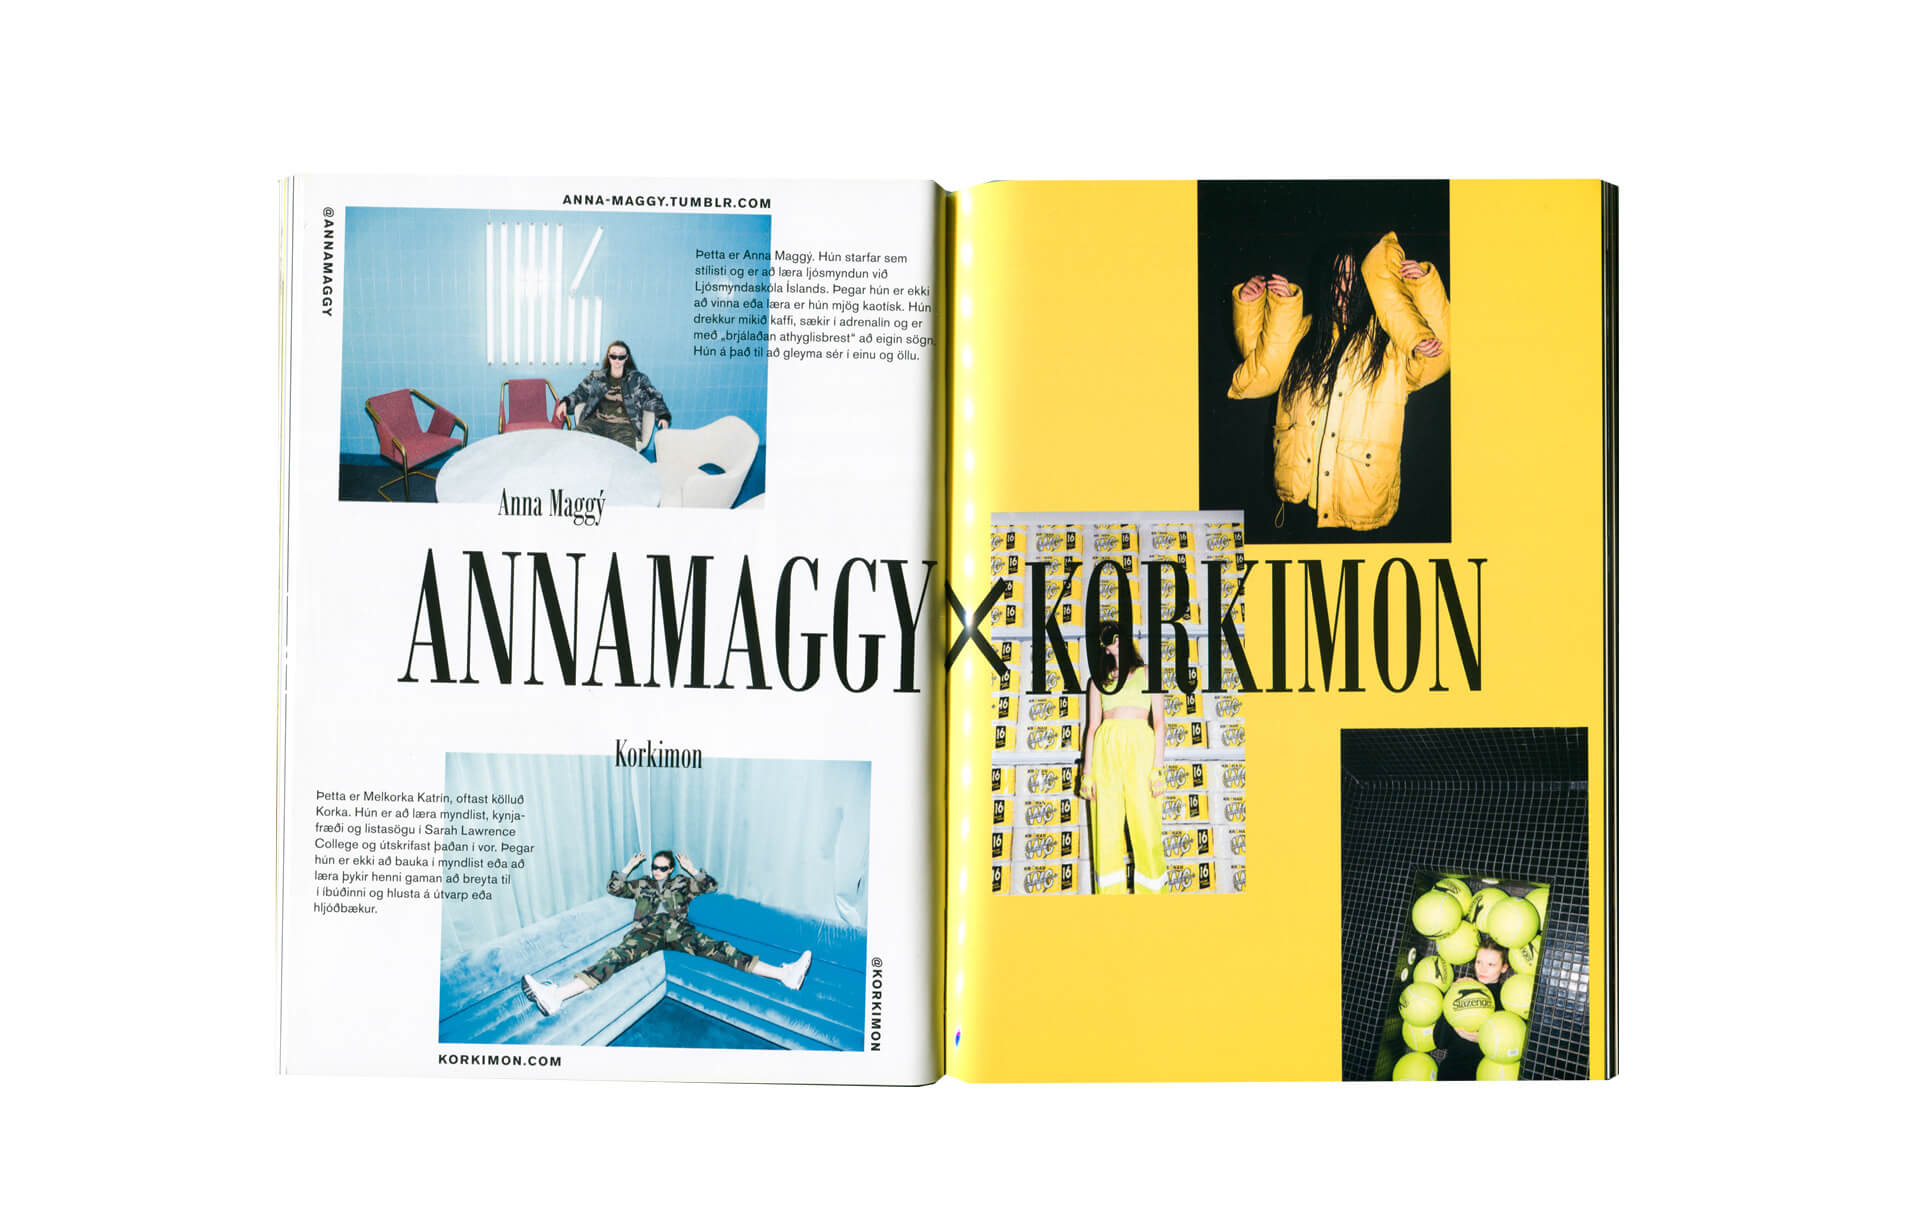 ANNA-MAGGY.TUMBLR.COM
@ANNAMAGGY
Þetta er Anna Maggý. Hún starfar sem
stílisti og er að læra ljósmyndun við
Ljósmyndaskóla Íslands. Þegar hún er ekki
að vinna eða læra er hún mjög kaotísk. Hún
drekkur mikið kaffi, sækir í adrenalín og er
með „brjálaðan athyglisbrest“ að eigin sögn.
Hún á það til að gleyma sér í einu og öllu.
Anna Maggý
ANNAMAGGY×KORKIMON
Korkimon
Þetta er Melkorka Katrín, oftast kölluð
Korka. Hún er að læra myndlist, kynja-
fræði og listasögu í Sarah Lawrence
College og útskrifast þaðan í vor. Þegar
hún er ekki að bauka í myndlist eða að
læra þykir henni gaman að breyta til
í íbúðinni og hlusta á útvarp eða
hljóðbækur.
@KORKIMON
KORKIMON.COM
WC
16
Slazenge